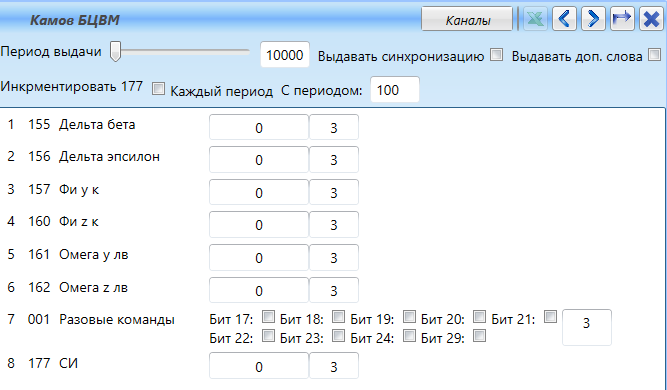 Камов БЦВМ Каналы
Период выдачи 10000 Выдавать синхронизацию Выдавать доп. слова
Инкрментировать 177 Каждый период С периодом: 100
1 155 Дельта бета 0 3
2 156 Дельта эпсилон 0 3
3 157 Фи y к 0 3
4 160 Фи z к 0 3
5 161 Омега y лв 0 3
6 162 Омега z лв 0 3
7 001 Разовые команды Бит 17: Бит 18: Бит 19: Бит 20: Бит 21: 3
Бит 22: Бит 23: Бит 24: Бит 29:
8 177 СИ 0 3